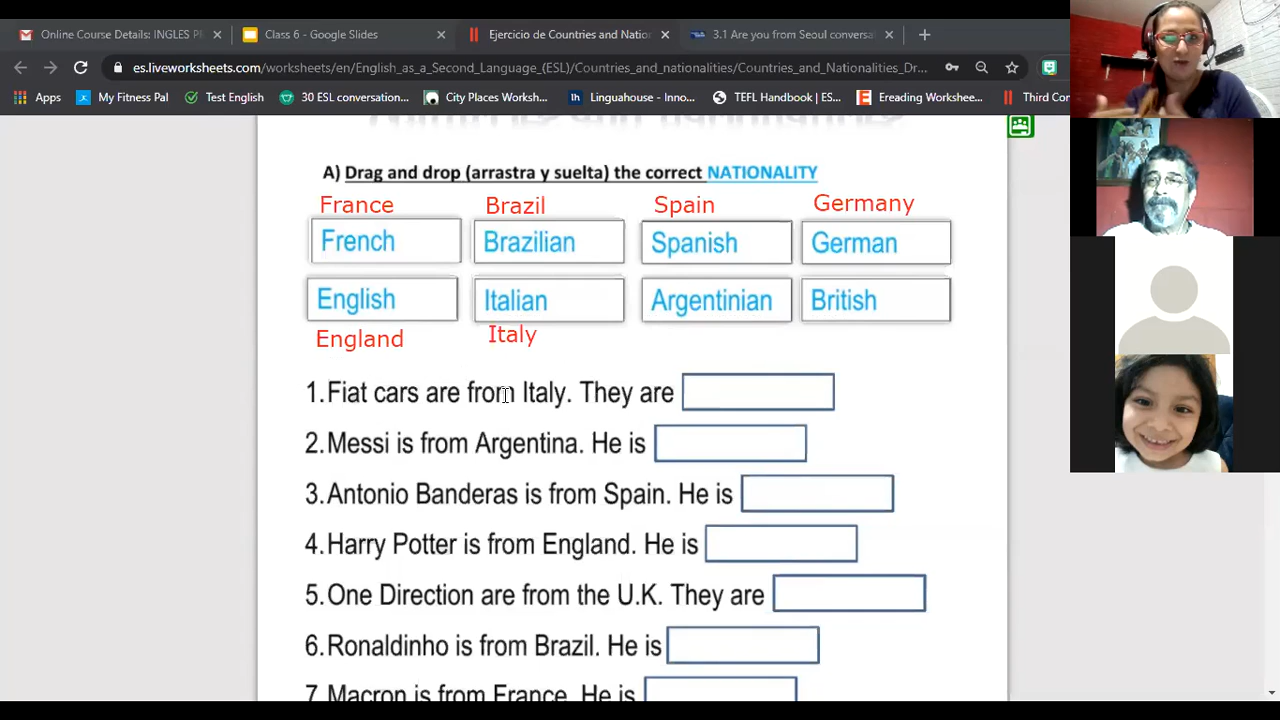 Online Course Details: INGLES Pl
Class 6 - Google Slides
Ejercicio de Countries and Natio
3.1 Are you from Seoul conversa
es.liveworksheets.com/worksheets/en/English_as_a_Second_Language_(ESL)/Countries_and_nationalities/Countries_and_Nationalities_Dr...
Apps
My Fitness Pal
Test English
30 ESL conversation...
City Places Worksh...
Linguahouse - Inno...
TEFL Handbook | ES...
Ereading Workshee...
Third Con
A) Drag and drop (arrastra y suelta) the correct NATIONALITY
France Brazil Spain Germany
French Brazilian Spanish German
English Italian Argentinian British
England Italy
1.Fiat cars are from Italy. They are
2.Messi is from Argentina. He is
3.Antonio Banderas is from Spain. He is
4.Harry Potter is from England. He is
5.One Direction are from the U.K. They are
6.Ronaldinho is from Brazil. He is
7.Macron is from France. He is